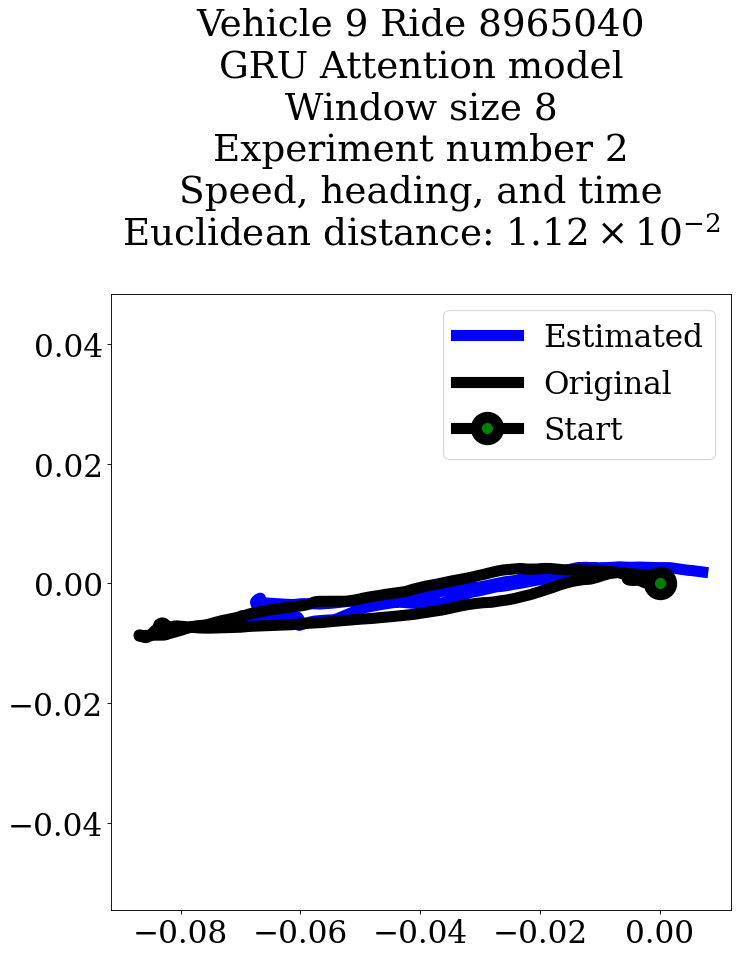 Vehicle 9 Ride 8965040
GRU Attention model
Window size 8
Experiment number 2
Speed, heading, and time
Euclidean distance: 1.12 × 10⁻²
Estimated
Original
Start
0.04
0.02
0.00
−0.02
−0.04
−0.08 −0.06 −0.04 −0.02 0.00